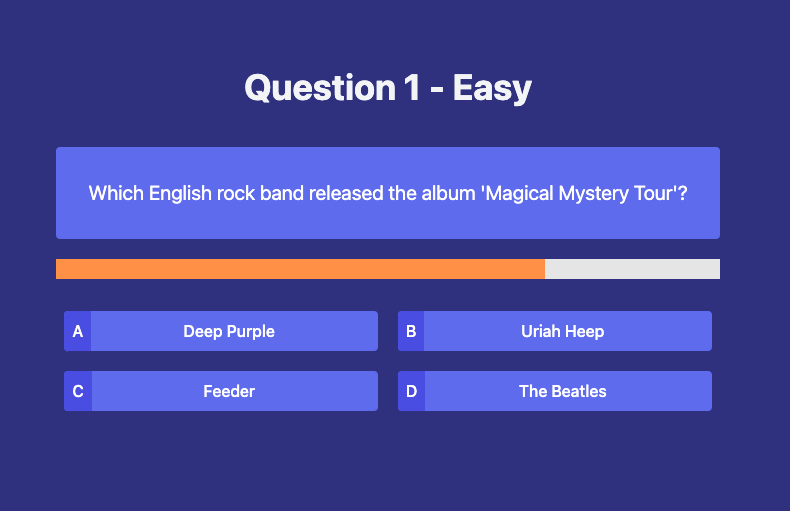 Question 1 - Easy
Which English rock band released the album 'Magical Mystery Tour'?
A Deep Purple
B Uriah Heep
C Feeder
D The Beatles